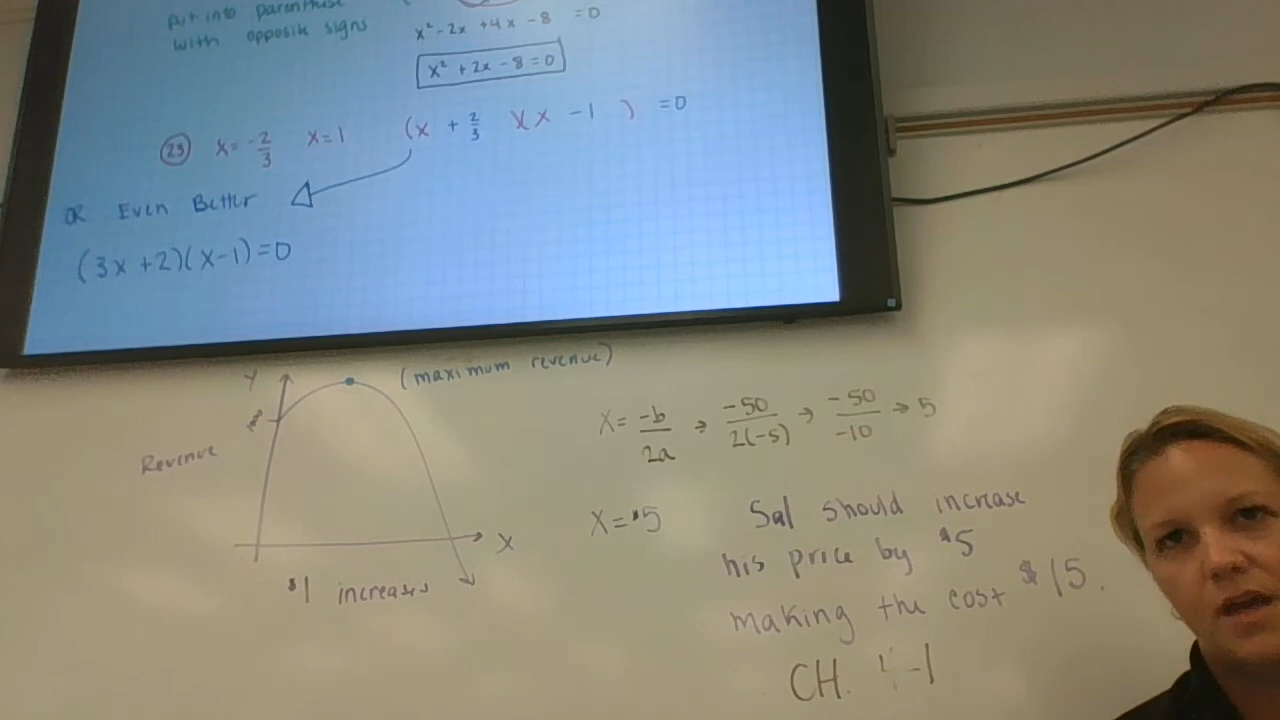 put into parenthese (
with opposite signs
x² - 2x + 4x - 8 = 0
x² + 2x - 8 = 0
(23) x = -2/3 x = 1 (x + 2/3 )(x - 1 ) = 0
OR Even Better
(3x + 2)(x - 1) = 0
Y
(maximum revenue)
Revenue
X
$1 increases
X = -b/2a → -50/2(-5) → -50/-10 → 5
X = $5
Sal should increase
his price by $5
making the cost $15.
CH.